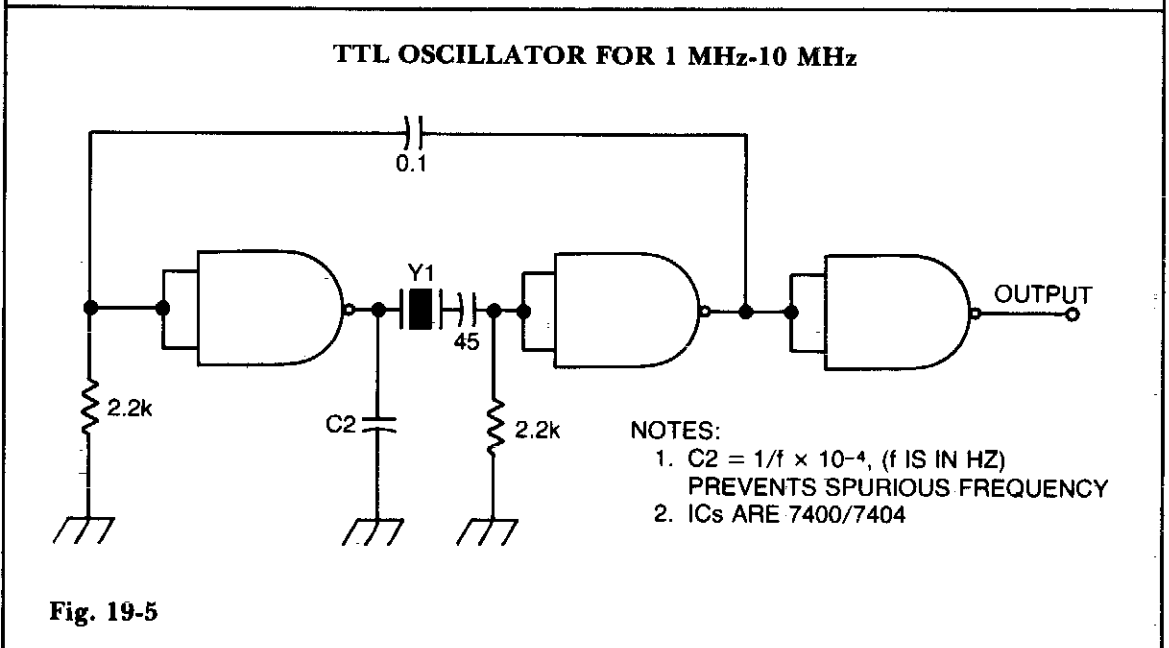 TTL OSCILLATOR FOR 1 MHz-10 MHz
0.1
Y1
45
OUTPUT
2.2k
C2
2.2k
NOTES:
1. C2 = 1/f × 10⁻⁴, (f IS IN HZ)
PREVENTS SPURIOUS FREQUENCY
2. ICs ARE 7400/7404
Fig. 19-5